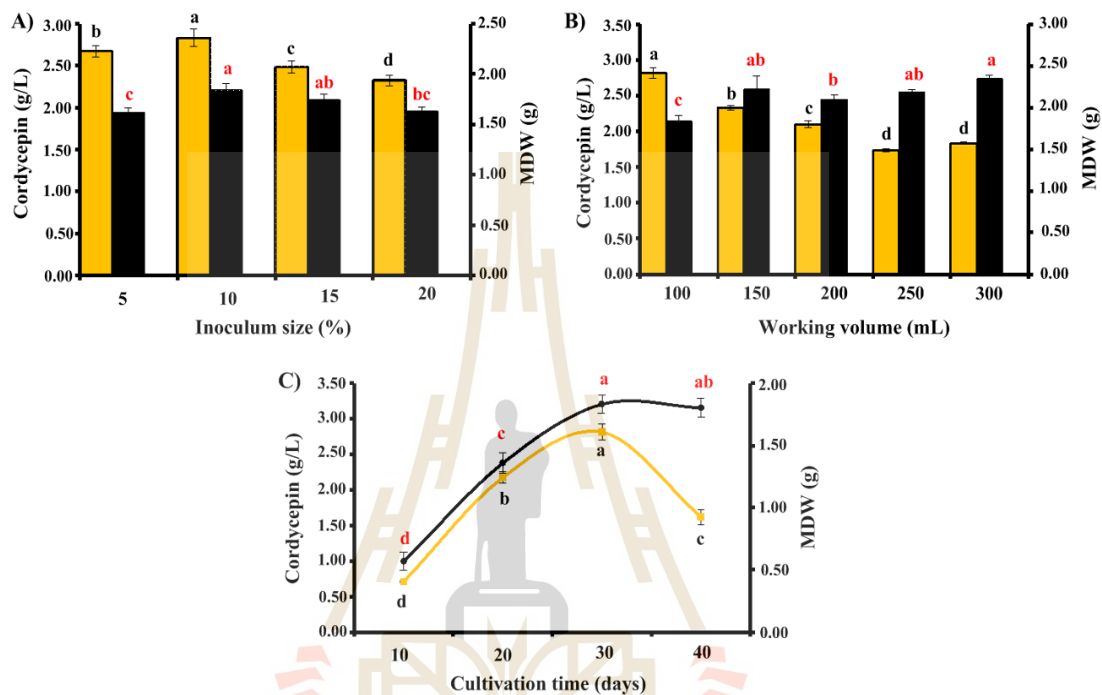 A)
3.00
2.50
2.00
1.50
1.00
0.50
0.00
Cordycepin (g/L)
b
c
a
a
c
ab
d
bc
2.50
2.00
1.50
1.00
0.50
0.00
MDW (g)
5 10 15 20
Inoculum size (%)
B)
3.50
3.00
2.50
2.00
1.50
1.00
0.50
0.00
Cordycepin (g/L)
a
c
b
ab
c
b
d
ab
d
a
3.00
2.50
2.00
1.50
1.00
0.50
0.00
MDW (g)
100 150 200 250 300
Working volume (mL)
C)
3.50
3.00
2.50
2.00
1.50
1.00
0.50
0.00
Cordycepin (g/L)
d
d
c
b
a
a
ab
c
2.00
1.50
1.00
0.50
0.00
MDW (g)
10 20 30 40
Cultivation time (days)